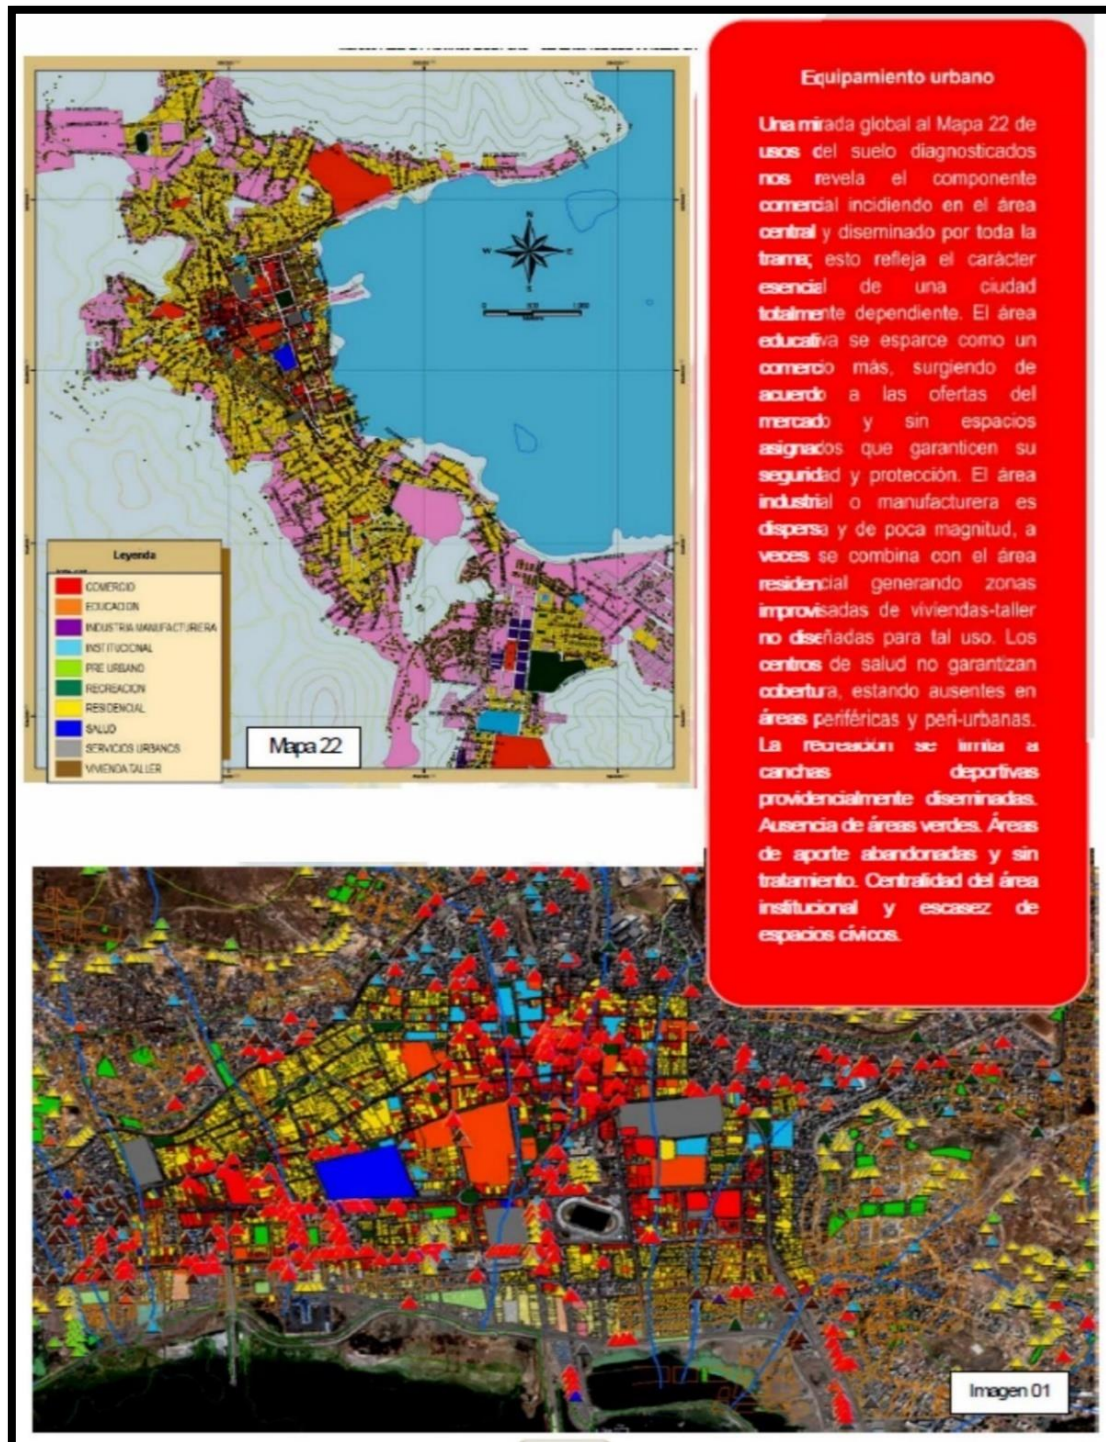 Equipamiento urbano
Una mirada global al Mapa 22 de
usos del suelo diagnosticados
nos revela el componente
comercial incidiendo en el área
central y diseminado por toda la
trama; esto refleja el carácter
esencial de una ciudad
totalmente dependiente. El área
educativa se esparce como un
comercio más, surgiendo de
acuerdo a las ofertas del
mercado y sin espacios
asignados que garanticen su
seguridad y protección. El área
industrial o manufacturera es
dispersa y de poca magnitud, a
veces se combina con el área
residencial generando zonas
improvisadas de viviendas-taller
no diseñadas para tal uso. Los
centros de salud no garantizan
cobertura, estando ausentes en
áreas periféricas y peri-urbanas.
La recreación se limita a
canchas deportivas
providencialmente diseminadas.
Ausencia de áreas verdes. Áreas
de aporte abandonadas y sin
tratamiento. Centralidad del área
institucional y escasez de
espacios cívicos.
N
W E
S
Leyenda
COMERCIO
EDUCACION
INDUSTRIA MANUFACTURERA
INSTITUCIONAL
PRE URBANO
RECREACION
RESIDENCIAL
SALUD
SERVICIOS URBANOS
VIVIENDA TALLER
Mapa 22
Imagen 01